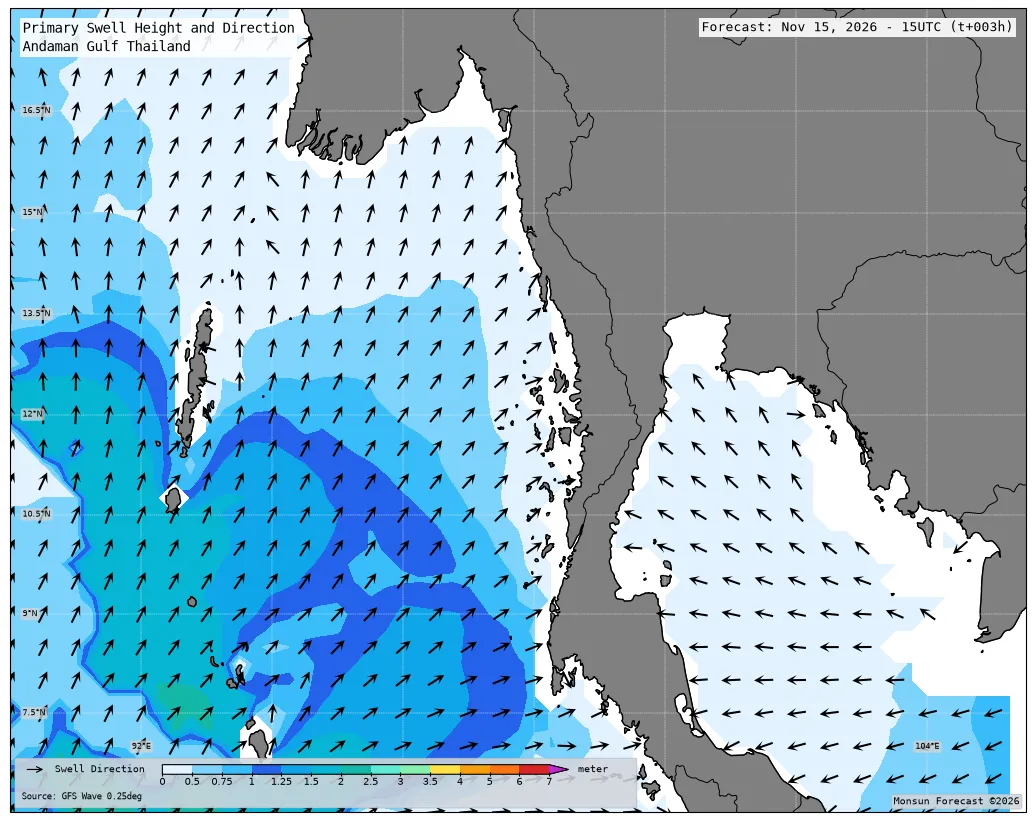 Primary Swell Height and Direction
Andaman Gulf Thailand
Forecast: Nov 15, 2026 - 15UTC (t+003h)
16.5°N
15°N
13.5°N
12°N
10.5°N
9°N
7.5°N
92°E
104°E
Swell Direction
meter
0 0.5 0.75 1 1.25 1.5 2 2.5 3 3.5 4 5 6 7
Source: GFS Wave 0.25deg
Monsun Forecast ©2026